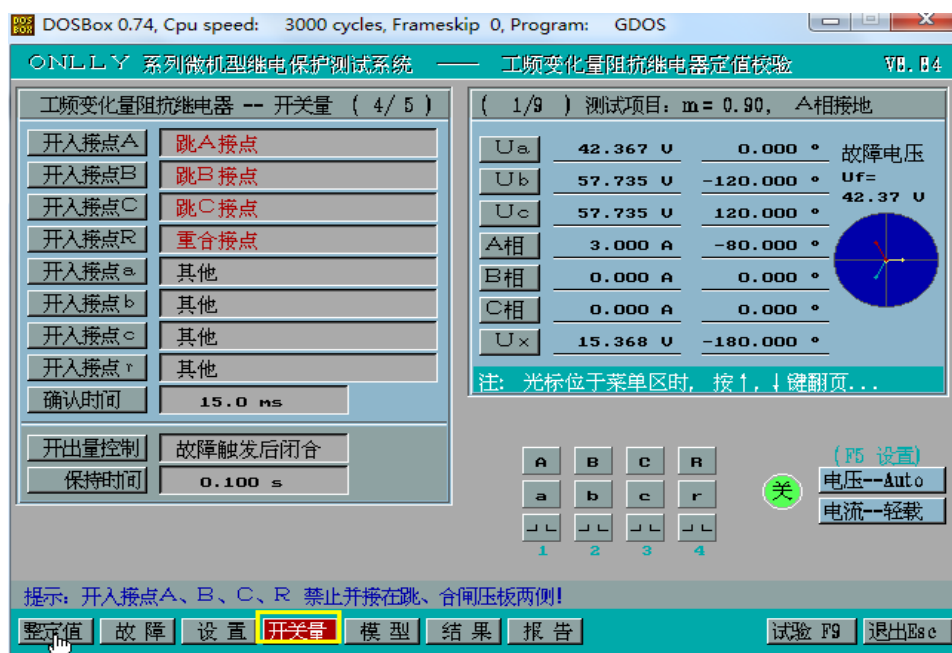 DOSBox 0.74, Cpu speed: 3000 cycles, Frameskip 0, Program: GDOS
ONLLY 系列微机型继电保护测试系统 —— 工频变化量阻抗继电器定值校验 V8.84
工频变化量阻抗继电器 -- 开关量 ( 4/ 5 )
开入接点A 跳A接点
开入接点B 跳B接点
开入接点C 跳C接点
开入接点R 重合接点
开入接点a 其他
开入接点b 其他
开入接点c 其他
开入接点r 其他
确认时间 15.0 ms
开出量控制 故障触发后闭合
保持时间 0.100 s
( 1/9 ) 测试项目: m= 0.90, A相接地
Ua 42.367 V 0.000 °
Ub 57.735 V -120.000 °
Uc 57.735 V 120.000 °
A相 3.000 A -80.000 °
B相 0.000 A 0.000 °
C相 0.000 A 0.000 °
Ux 15.368 V -180.000 °
故障电压
Uf=
42.37 V
注: 光标位于菜单区时, 按↑,↓键翻页...
A B C R
a b c r
1 2 3 4
关
(F5 设置)
电压--Auto
电流--轻载
提示: 开入接点A、B、C、R 禁止并接在跳、合闸压板两侧!
整定值 故 障 设 置 开关量 模 型 结 果 报 告 试验 F9 退出Esc